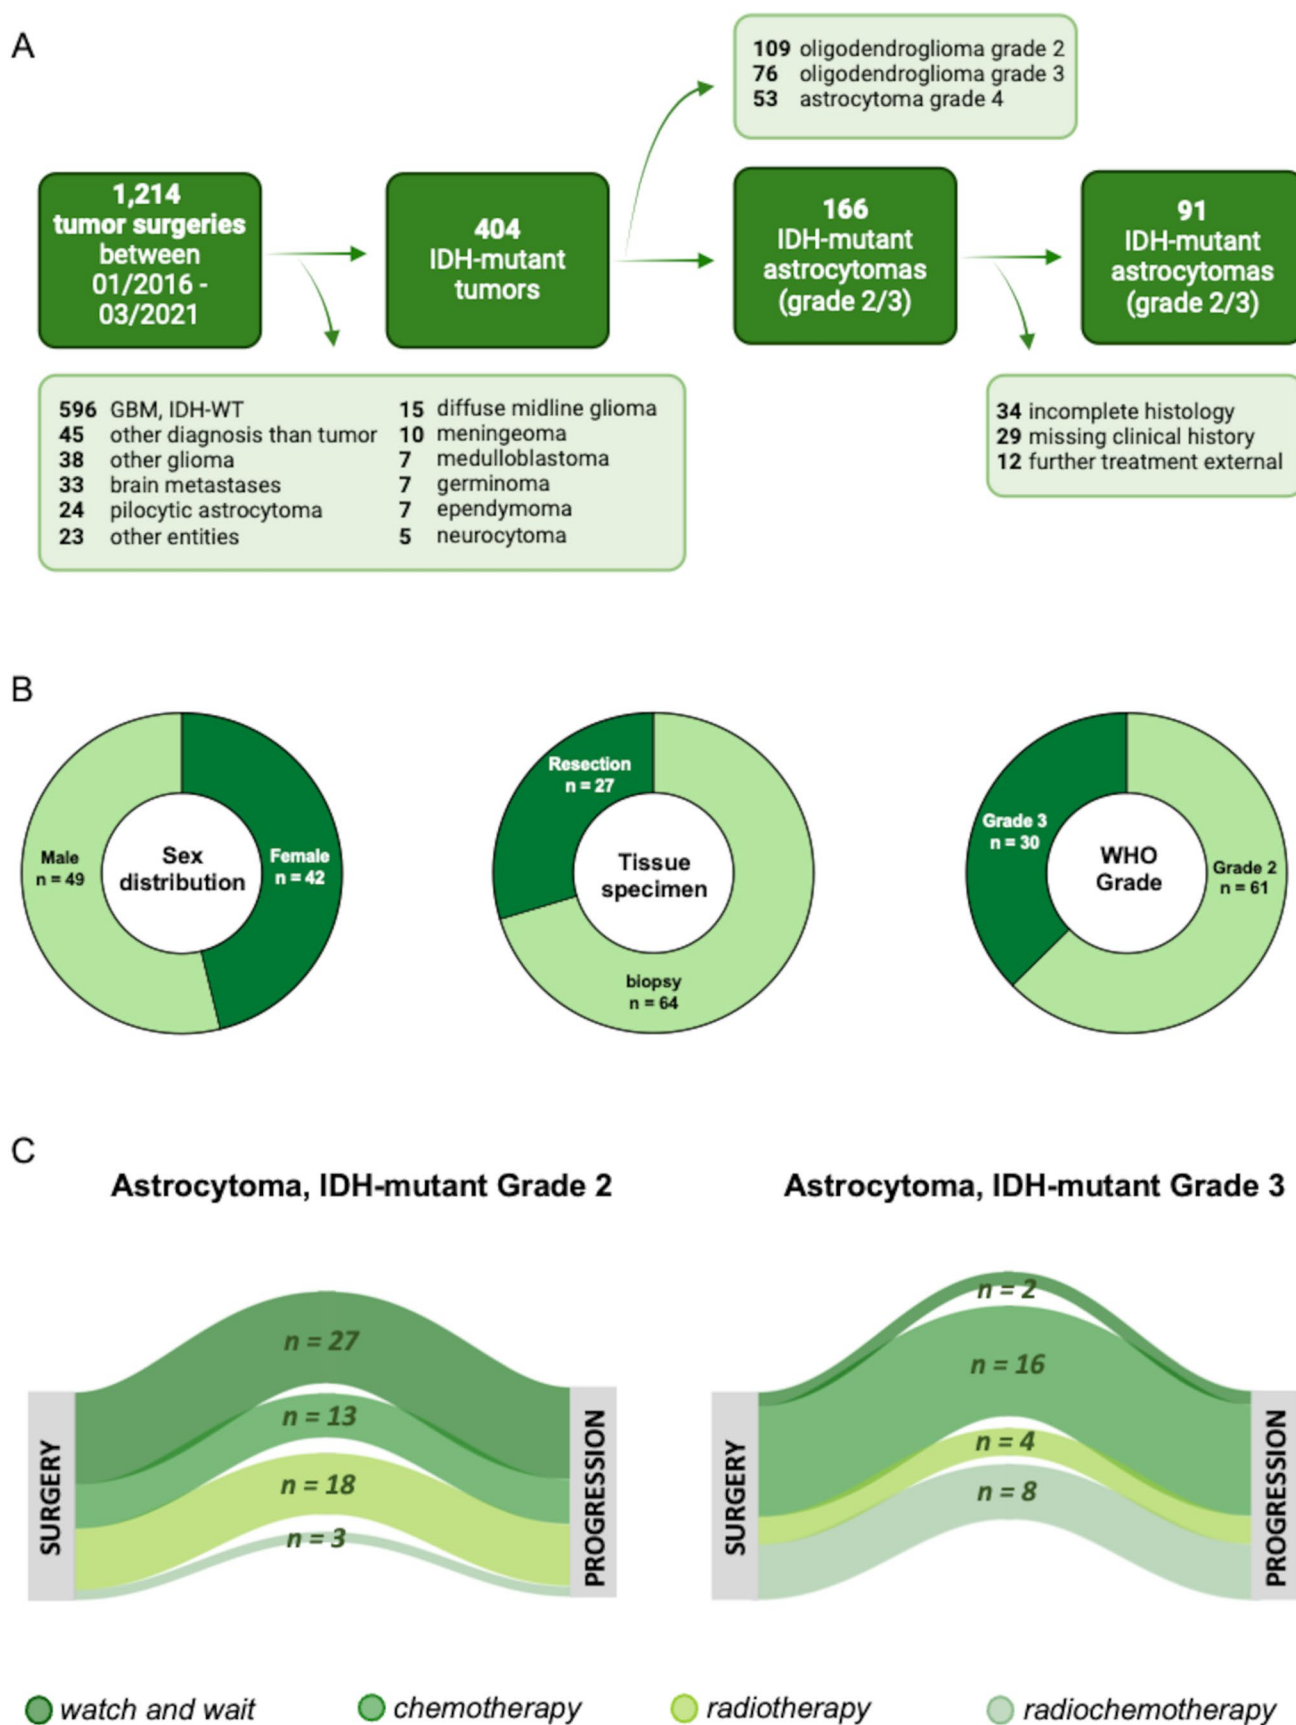 A
109 oligodendroglioma grade 2
76 oligodendroglioma grade 3
53 astrocytoma grade 4
1,214
tumor surgeries
between
01/2016 -
03/2021
404
IDH-mutant
tumors
166
IDH-mutant
astrocytomas
(grade 2/3)
91
IDH-mutant
astrocytomas
(grade 2/3)
596 GBM, IDH-WT
45 other diagnosis than tumor
38 other glioma
33 brain metastases
24 pilocytic astrocytoma
23 other entities
15 diffuse midline glioma
10 meningeoma
7 medulloblastoma
7 germinoma
7 ependymoma
5 neurocytoma
34 incomplete histology
29 missing clinical history
12 further treatment external
B
Male
n = 49
Sex
distribution
Female
n = 42
Resection
n = 27
Tissue
specimen
biopsy
n = 64
Grade 3
n = 30
WHO
Grade
Grade 2
n = 61
C
Astrocytoma, IDH-mutant Grade 2
SURGERY
n = 27
n = 13
n = 18
n = 3
PROGRESSION
Astrocytoma, IDH-mutant Grade 3
SURGERY
n = 2
n = 16
n = 4
n = 8
PROGRESSION
watch and wait
chemotherapy
radiotherapy
radiochemotherapy